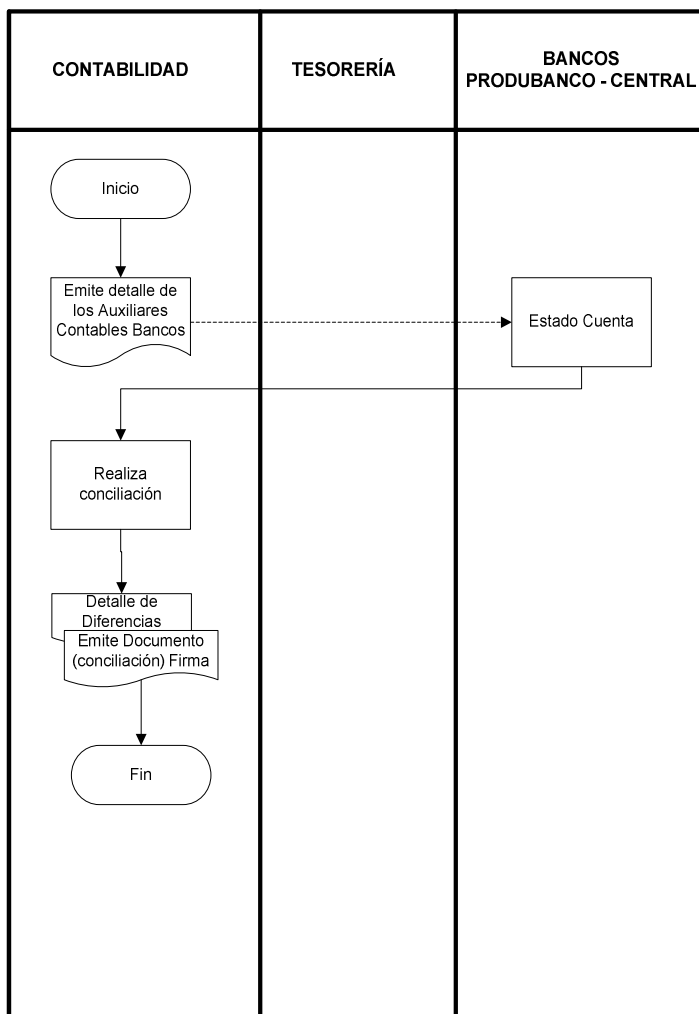 CONTABILIDAD
TESORERÍA
BANCOS
PRODUBANCO - CENTRAL
Inicio
Emite detalle de
los Auxiliares
Contables Bancos
Estado Cuenta
Realiza
conciliación
Detalle de
Diferencias
Emite Documento
(conciliación) Firma
Fin